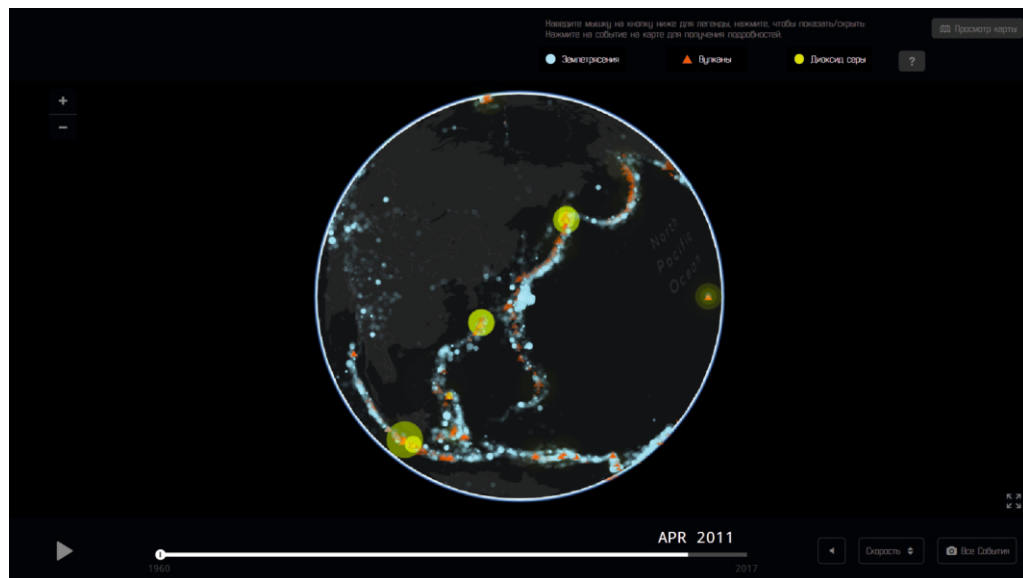 Наведите мышку на кнопку ниже для легенды, нажмите, чтобы показать/скрыть.
Нажмите на событие на карте для получения подробностей.
Просмотр карты
Землетрясения
Вулканы
Диоксид серы
?
+
−
North
Pacific
Ocean
APR 2011
1960
2017
Скорость
Все События